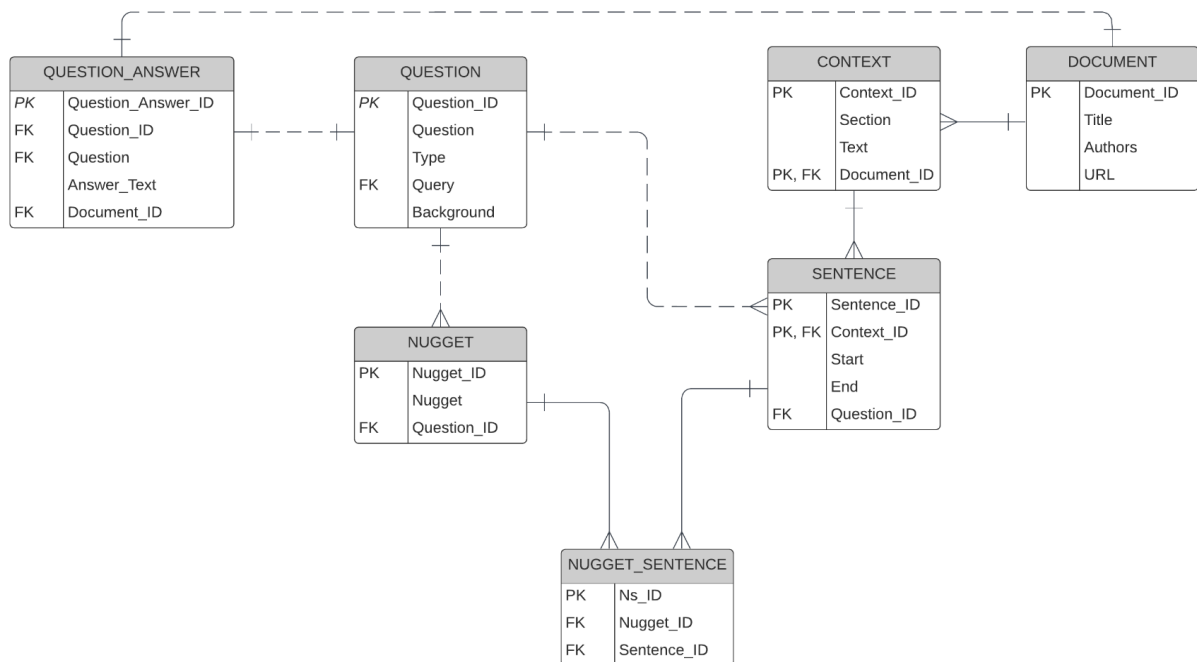 QUESTION_ANSWER
PK Question_Answer_ID
FK Question_ID
FK Question
Answer_Text
FK Document_ID
QUESTION
PK Question_ID
Question
Type
FK Query
Background
CONTEXT
PK Context_ID
Section
Text
PK, FK Document_ID
DOCUMENT
PK Document_ID
Title
Authors
URL
SENTENCE
PK Sentence_ID
PK, FK Context_ID
Start
End
FK Question_ID
NUGGET
PK Nugget_ID
Nugget
FK Question_ID
NUGGET_SENTENCE
PK Ns_ID
FK Nugget_ID
FK Sentence_ID